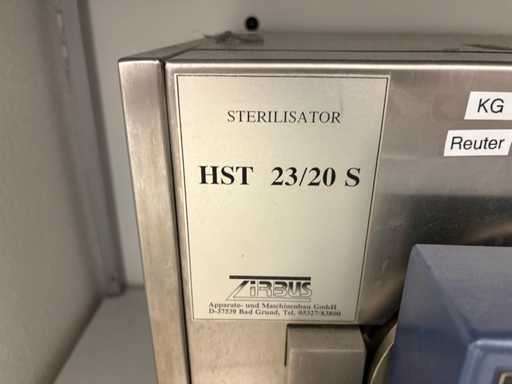 STERILISATOR
HST 23/20 S
ZIRBUS
Apparate- und Maschinenbau GmbH
D-37539 Bad Grund, Tel. 05327/83800
KG
Reuter